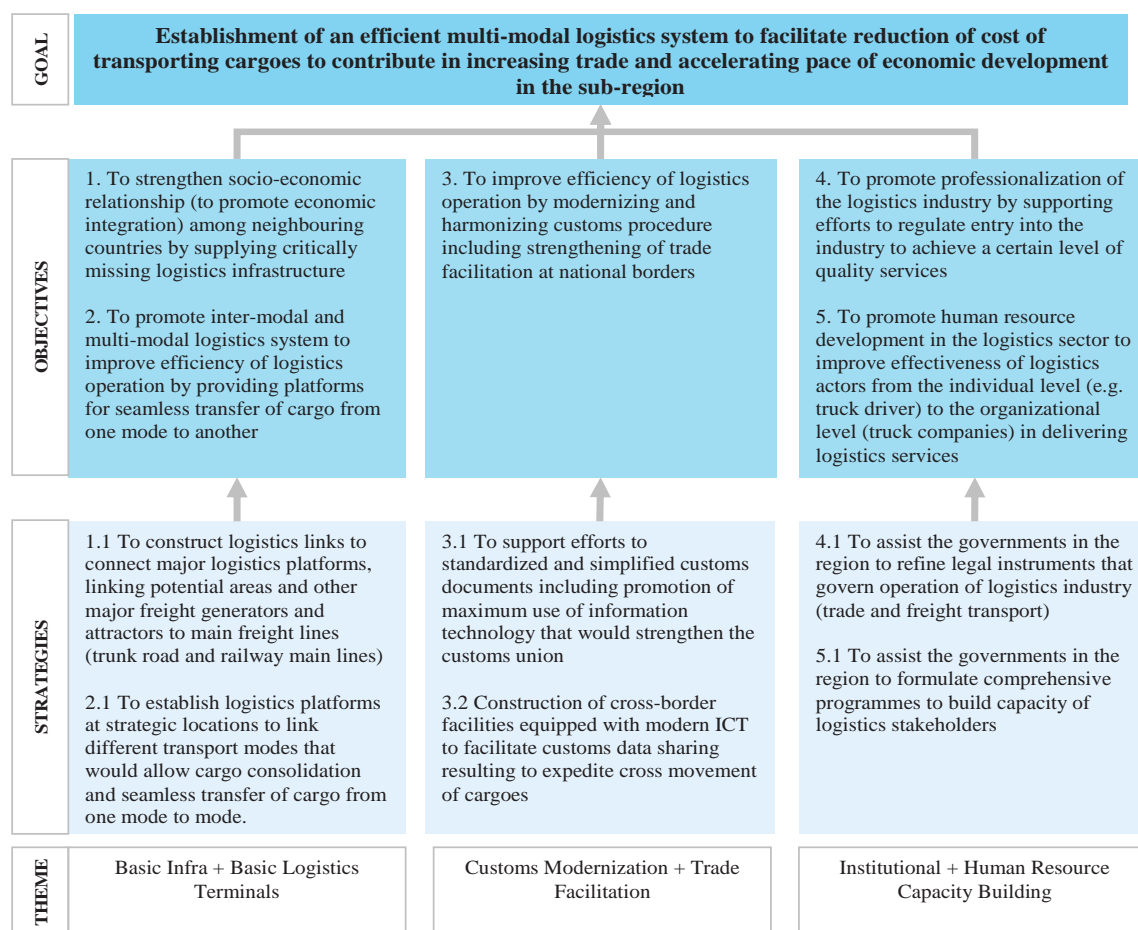 GOAL
Establishment of an efficient multi-modal logistics system to facilitate reduction of cost of
transporting cargoes to contribute in increasing trade and accelerating pace of economic development
in the sub-region
OBJECTIVES
1. To strengthen socio-economic
relationship (to promote economic
integration) among neighbouring
countries by supplying critically
missing logistics infrastructure
2. To promote inter-modal and
multi-modal logistics system to
improve efficiency of logistics
operation by providing platforms
for seamless transfer of cargo from
one mode to another
3. To improve efficiency of logistics
operation by modernizing and
harmonizing customs procedure
including strengthening of trade
facilitation at national borders
4. To promote professionalization of
the logistics industry by supporting
efforts to regulate entry into the
industry to achieve a certain level of
quality services
5. To promote human resource
development in the logistics sector to
improve effectiveness of logistics
actors from the individual level (e.g.
truck driver) to the organizational
level (truck companies) in delivering
logistics services
STRATEGIES
1.1 To construct logistics links to
connect major logistics platforms,
linking potential areas and other
major freight generators and
attractors to main freight lines
(trunk road and railway main lines)
2.1 To establish logistics platforms
at strategic locations to link
different transport modes that
would allow cargo consolidation
and seamless transfer of cargo from
one mode to mode.
3.1 To support efforts to
standardized and simplified customs
documents including promotion of
maximum use of information
technology that would strengthen the
customs union
3.2 Construction of cross-border
facilities equipped with modern ICT
to facilitate customs data sharing
resulting to expedite cross movement
of cargoes
4.1 To assist the governments in the
region to refine legal instruments that
govern operation of logistics industry
(trade and freight transport)
5.1 To assist the governments in the
region to formulate comprehensive
programmes to build capacity of
logistics stakeholders
THEME
Basic Infra + Basic Logistics
Terminals
Customs Modernization + Trade
Facilitation
Institutional + Human Resource
Capacity Building